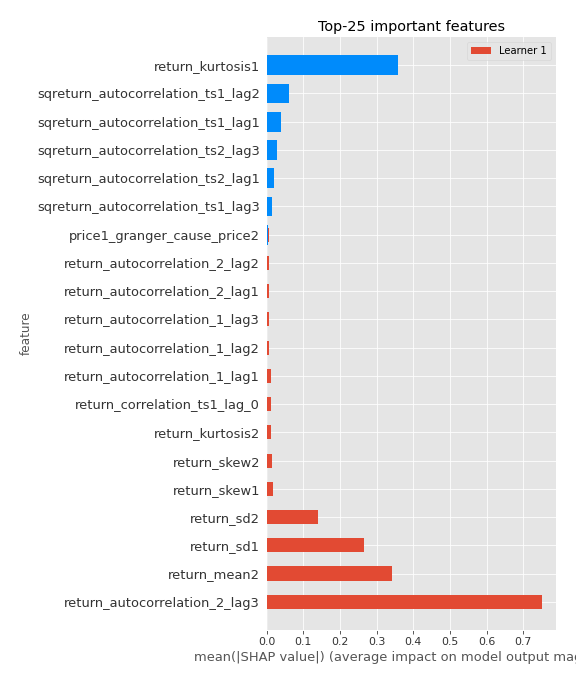 Top-25 important features
Learner 1
return_kurtosis1
sqreturn_autocorrelation_ts1_lag2
sqreturn_autocorrelation_ts1_lag1
sqreturn_autocorrelation_ts2_lag3
sqreturn_autocorrelation_ts2_lag1
sqreturn_autocorrelation_ts1_lag3
price1_granger_cause_price2
return_autocorrelation_2_lag2
return_autocorrelation_2_lag1
return_autocorrelation_1_lag3
return_autocorrelation_1_lag2
return_autocorrelation_1_lag1
return_correlation_ts1_lag_0
return_kurtosis2
return_skew2
return_skew1
return_sd2
return_sd1
return_mean2
return_autocorrelation_2_lag3
feature
0.0 0.1 0.2 0.3 0.4 0.5 0.6 0.7
mean(|SHAP value|) (average impact on model output mag